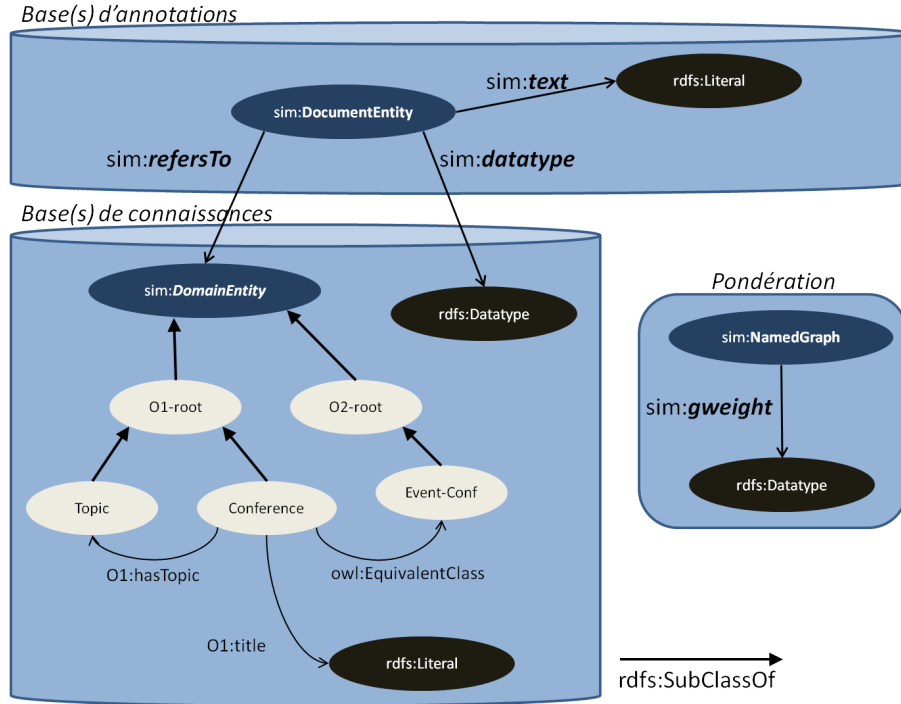 Base(s) d'annotations
rdfs:Literal
sim:text
sim:DocumentEntity
sim:refersTo
sim:datatype
Base(s) de connaissances
sim:DomainEntity
rdfs:Datatype
Pondération
sim:NamedGraph
sim:gweight
rdfs:Datatype
O1-root
O2-root
Topic
Conference
Event-Conf
O1:hasTopic
owl:EquivalentClass
O1:title
rdfs:Literal
rdfs:SubClassOf